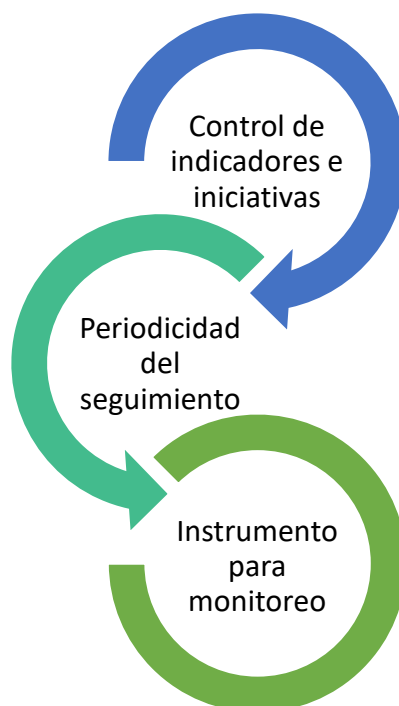 Control de
indicadores e
iniciativas
Periodicidad
del
seguimiento
Instrumento
para
monitoreo